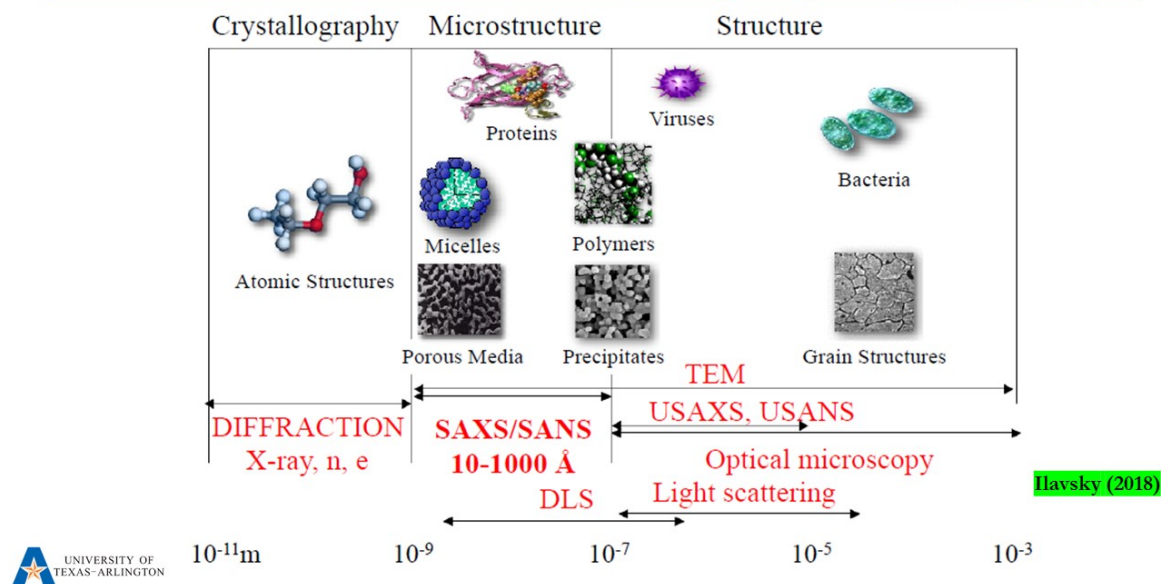 Crystallography Microstructure Structure
Proteins
Viruses
Bacteria
Micelles
Polymers
Atomic Structures
Porous Media
Precipitates
Grain Structures
TEM
DIFFRACTION
X-ray, n, e
SAXS/SANS
10-1000 Å
USAXS, USANS
Optical microscopy
DLS
Light scattering
Ilavsky (2018)
10-11m 10-9 10-7 10-5 10-3
UNIVERSITY OF
TEXAS-ARLINGTON